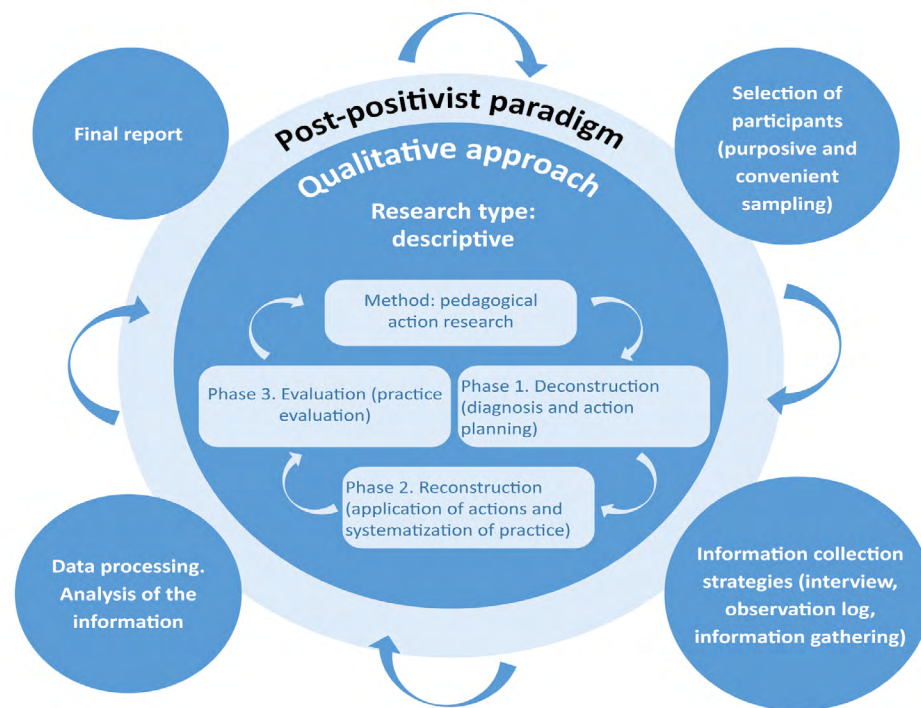 Post-positivist paradigm
Qualitative approach
Research type:
descriptive
Method: pedagogical
action research
Phase 1. Deconstruction
(diagnosis and action
planning)
Phase 2. Reconstruction
(application of actions and
systematization of practice)
Phase 3. Evaluation (practice
evaluation)
Selection of
participants
(purposive and
convenient
sampling)
Information collection
strategies (interview,
observation log,
information gathering)
Data processing.
Analysis of the
information
Final report